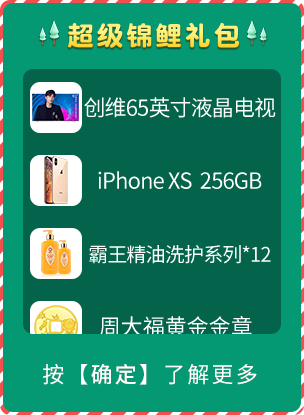 超级锦鲤礼包
创维65英寸液晶电视
iPhone XS 256GB
霸王精油洗护系列*12
周大福黄金金章
按【确定】了解更多